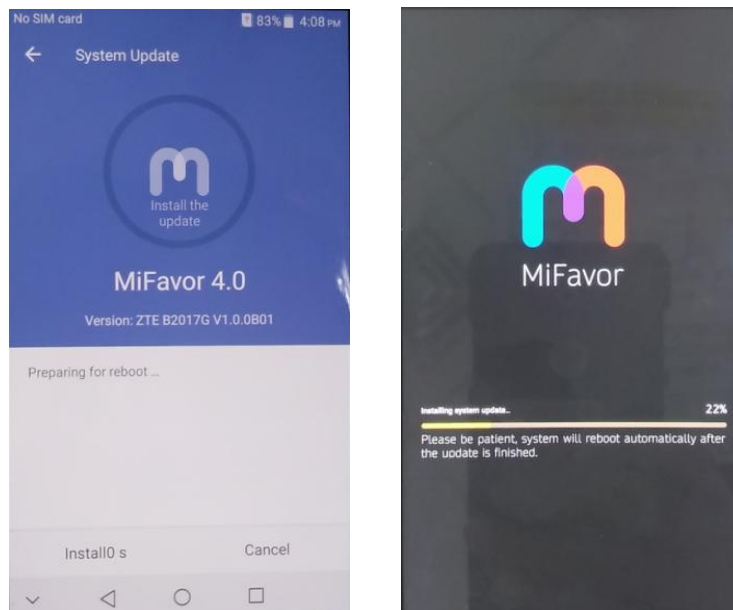 No SIM card 83% 4:08 PM
System Update
Install the
update
MiFavor 4.0
Version: ZTE B2017G V1.0.0B01
Preparing for reboot ...
Install0 s Cancel
MiFavor
Installing system update... 22%
Please be patient, system will reboot automatically after
the update is finished.